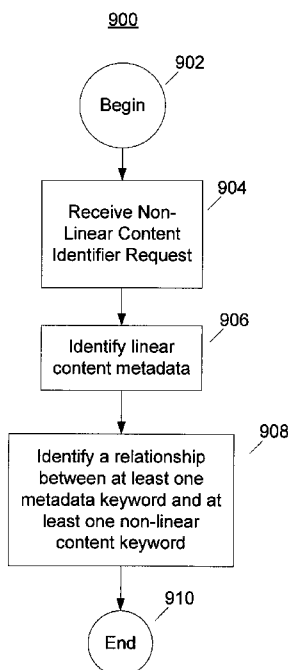 900
902
Begin
904
Receive Non-
Linear Content
Identifier Request
906
Identify linear
content metadata
908
Identify a relationship
between at least one
metadata keyword and at
least one non-linear
content keyword
910
End